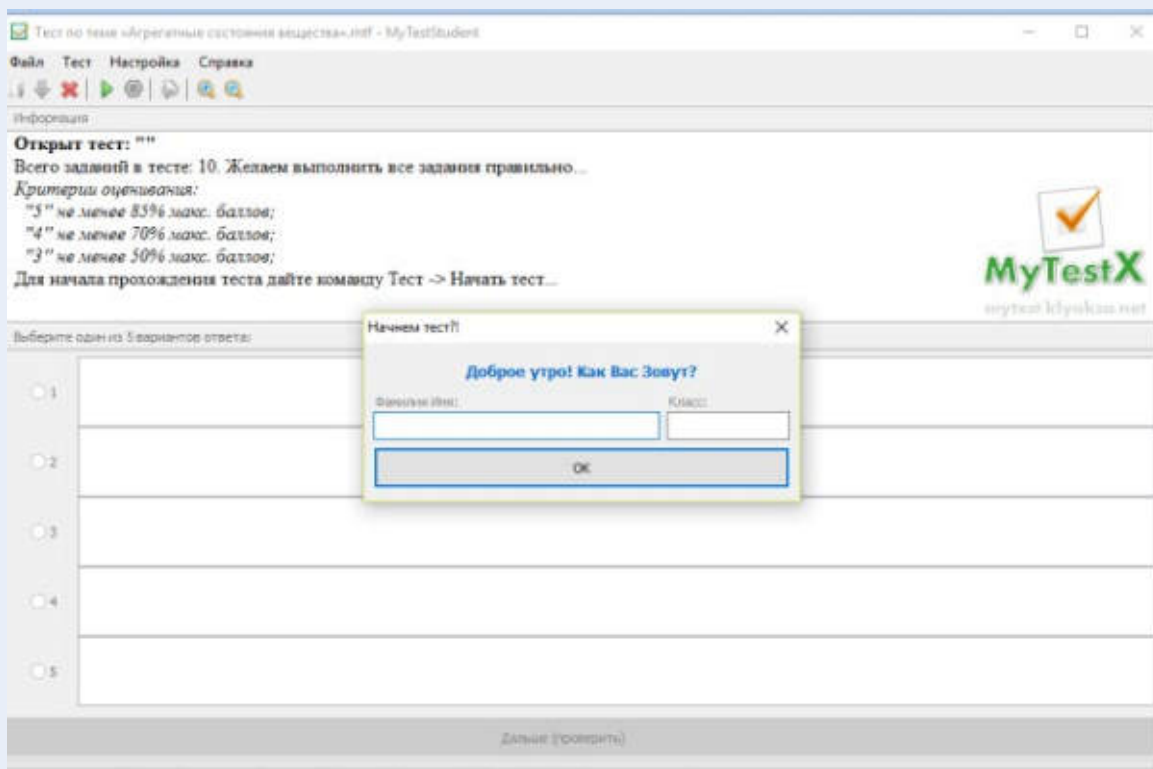 Тест по теме «Агрегатные состояния вещества».mtf - MyTestStudent
Файл Тест Настройка Справка
Информация
Открыт тест: ""
Всего заданий в тесте: 10. Желаем выполнить все задания правильно...
Критерии оценивания:
"5" не менее 85% макс. баллов;
"4" не менее 70% макс. баллов;
"3" не менее 50% макс. баллов;
Для начала прохождения теста дайте команду Тест -> Начать тест...
MyTestX
mytest.klyaksa.net
Выберите один из 5 вариантов ответа:
Начнем тест?!
Доброе утро! Как Вас Зовут?
Фамилия Имя: Класс:
OK
1
2
3
4
5
Дальше (проверить)